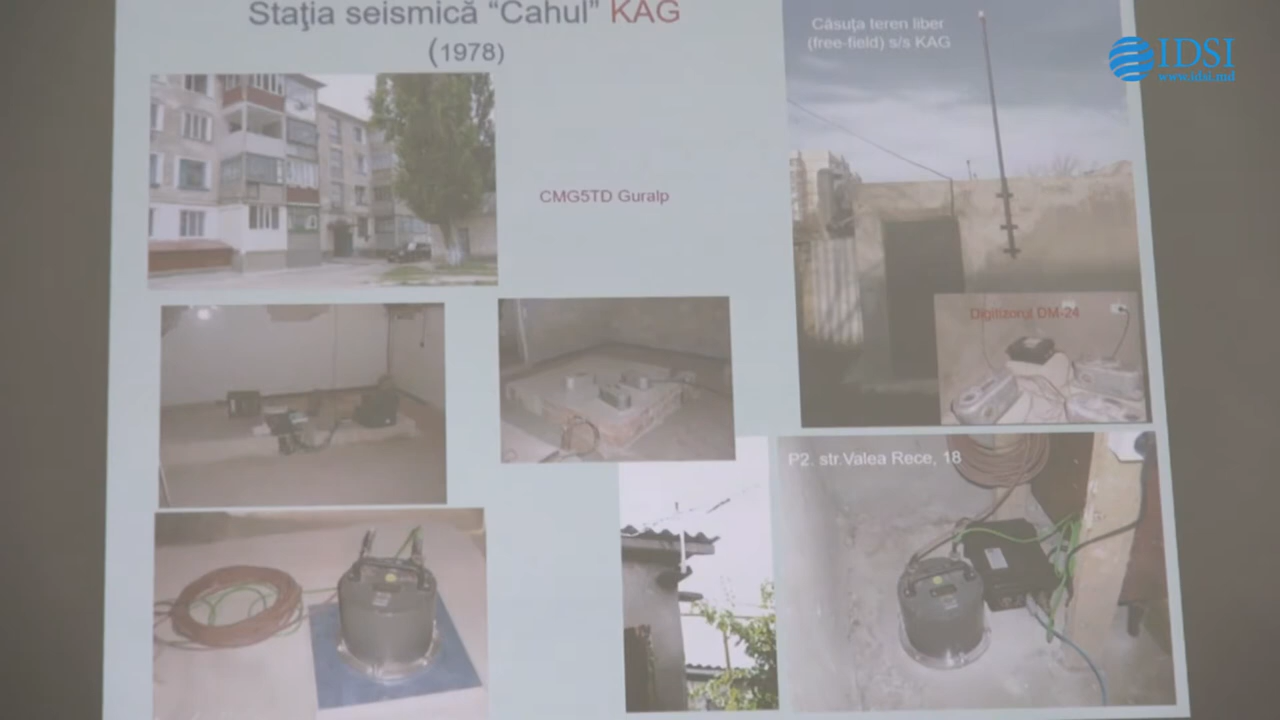 Staţia seismică “Cahul” KAG
(1978)
Căsuţa teren liber
(free-field) s/s KAG
IDSI
www.idsi.md
CMG5TD Guralp
Digitizorul DM-24
P2. str.Valea Rece, 18